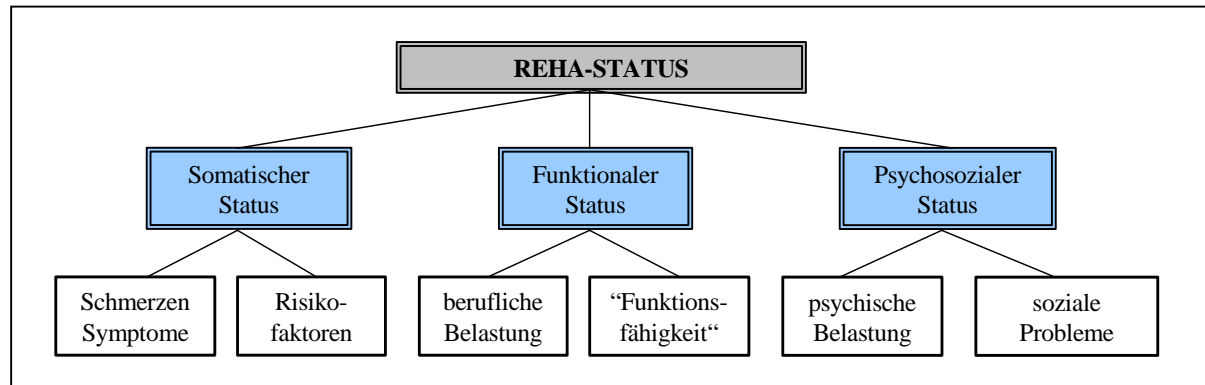 REHA-STATUS
Somatischer
Status
Funktionaler
Status
Psychosozialer
Status
Schmerzen
Symptome
Risiko-
faktoren
berufliche
Belastung
“Funktions-
fähigkeit“
psychische
Belastung
soziale
Probleme